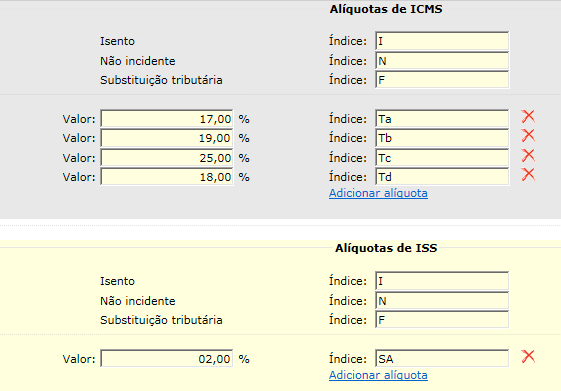 Alíquotas de ICMS
Isento Índice: I
Não incidente Índice: N
Substituição tributária Índice: F
Valor: 17,00 % Índice: Ta
Valor: 19,00 % Índice: Tb
Valor: 25,00 % Índice: Tc
Valor: 18,00 % Índice: Td
Adicionar alíquota
Alíquotas de ISS
Isento Índice: I
Não incidente Índice: N
Substituição tributária Índice: F
Valor: 02,00 % Índice: SA
Adicionar alíquota